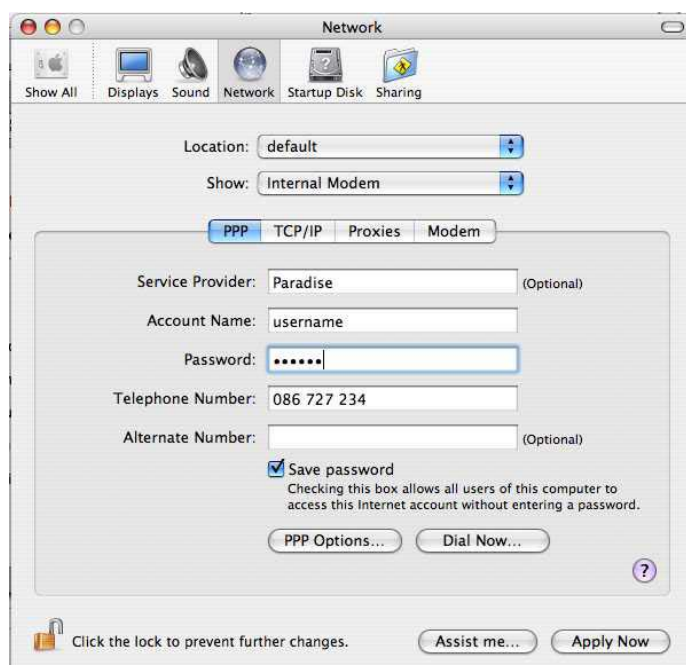 Network
Show All Displays Sound Network Startup Disk Sharing
Location: default
Show: Internal Modem
PPP TCP/IP Proxies Modem
Service Provider: Paradise (Optional)
Account Name: username
Password: ••••••
Telephone Number: 086 727 234
Alternate Number: (Optional)
Save password
Checking this box allows all users of this computer to
access this Internet account without entering a password.
PPP Options... Dial Now...
?
Click the lock to prevent further changes. Assist me... Apply Now